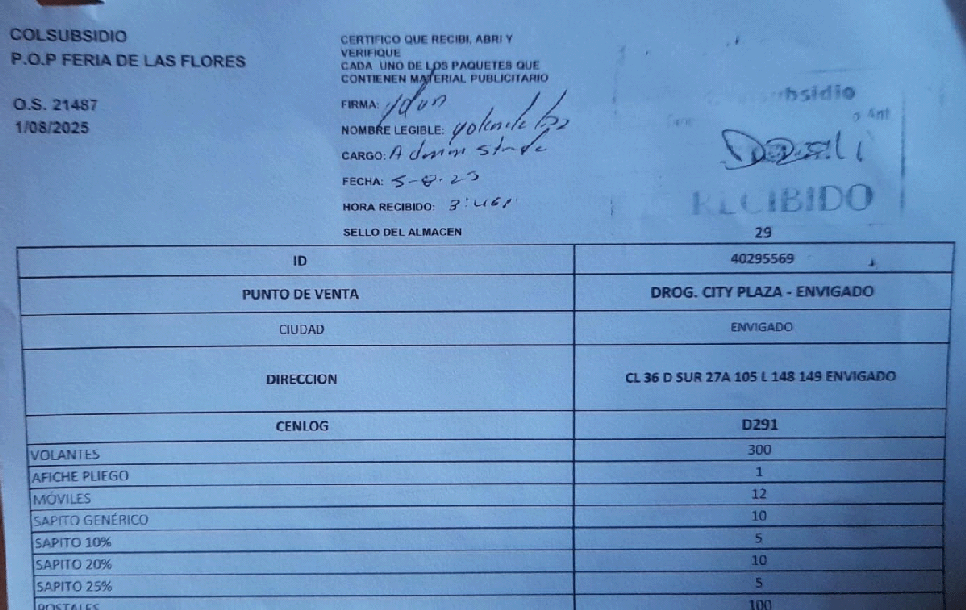 COLSUBSIDIO
P.O.P FERIA DE LAS FLORES
O.S. 21487
1/08/2025
CERTIFICO QUE RECIBI, ABRI Y
VERIFIQUE
CADA UNO DE LOS PAQUETES QUE
CONTIENEN MATERIAL PUBLICITARIO
FIRMA:
NOMBRE LEGIBLE:
CARGO:
FECHA:
HORA RECIBIDO:
SELLO DEL ALMACEN
RECIBIDO
29
ID 40295569
PUNTO DE VENTA DROG. CITY PLAZA - ENVIGADO
CIUDAD ENVIGADO
DIRECCION CL 36 D SUR 27A 105 L 148 149 ENVIGADO
CENLOG D291
VOLANTES 300
AFICHE PLIEGO 1
MÓVILES 12
SAPITO GENÉRICO 10
SAPITO 10% 5
SAPITO 20% 10
SAPITO 25% 5
POSTALES 100